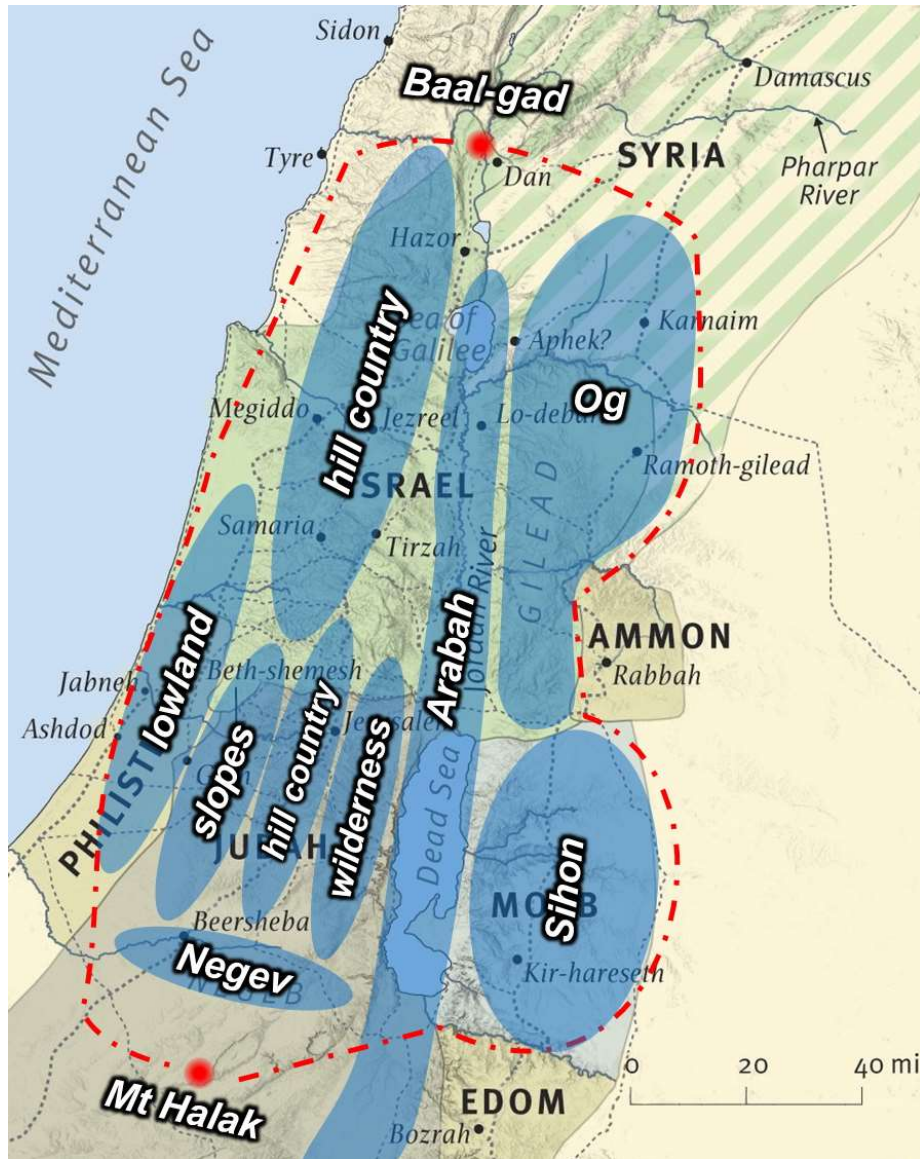 Sidon
Mediterranean Sea
Baal-gad
Damascus
Tyre
Dan
SYRIA
Pharpar
River
Hazor
Sea of
Galilee
Aphek?
Karnaim
Og
hill country
Megiddo
Jezreel
Lo-debar
Ramoth-gilead
ISRAEL
GILEAD
Samaria
Tirzah
Jordan River
Arabah
lowland
AMMON
Rabbah
Beth-shemesh
Jabneh
Ashdod
Jerusalem
Gath
slopes
hill country
wilderness
PHILISTIA
JUDAH
Dead Sea
MOAB
Sihon
Beersheba
Negev
NEGEB
Kir-hareseth
Mt Halak
EDOM
Bozrah
0 20 40 mi